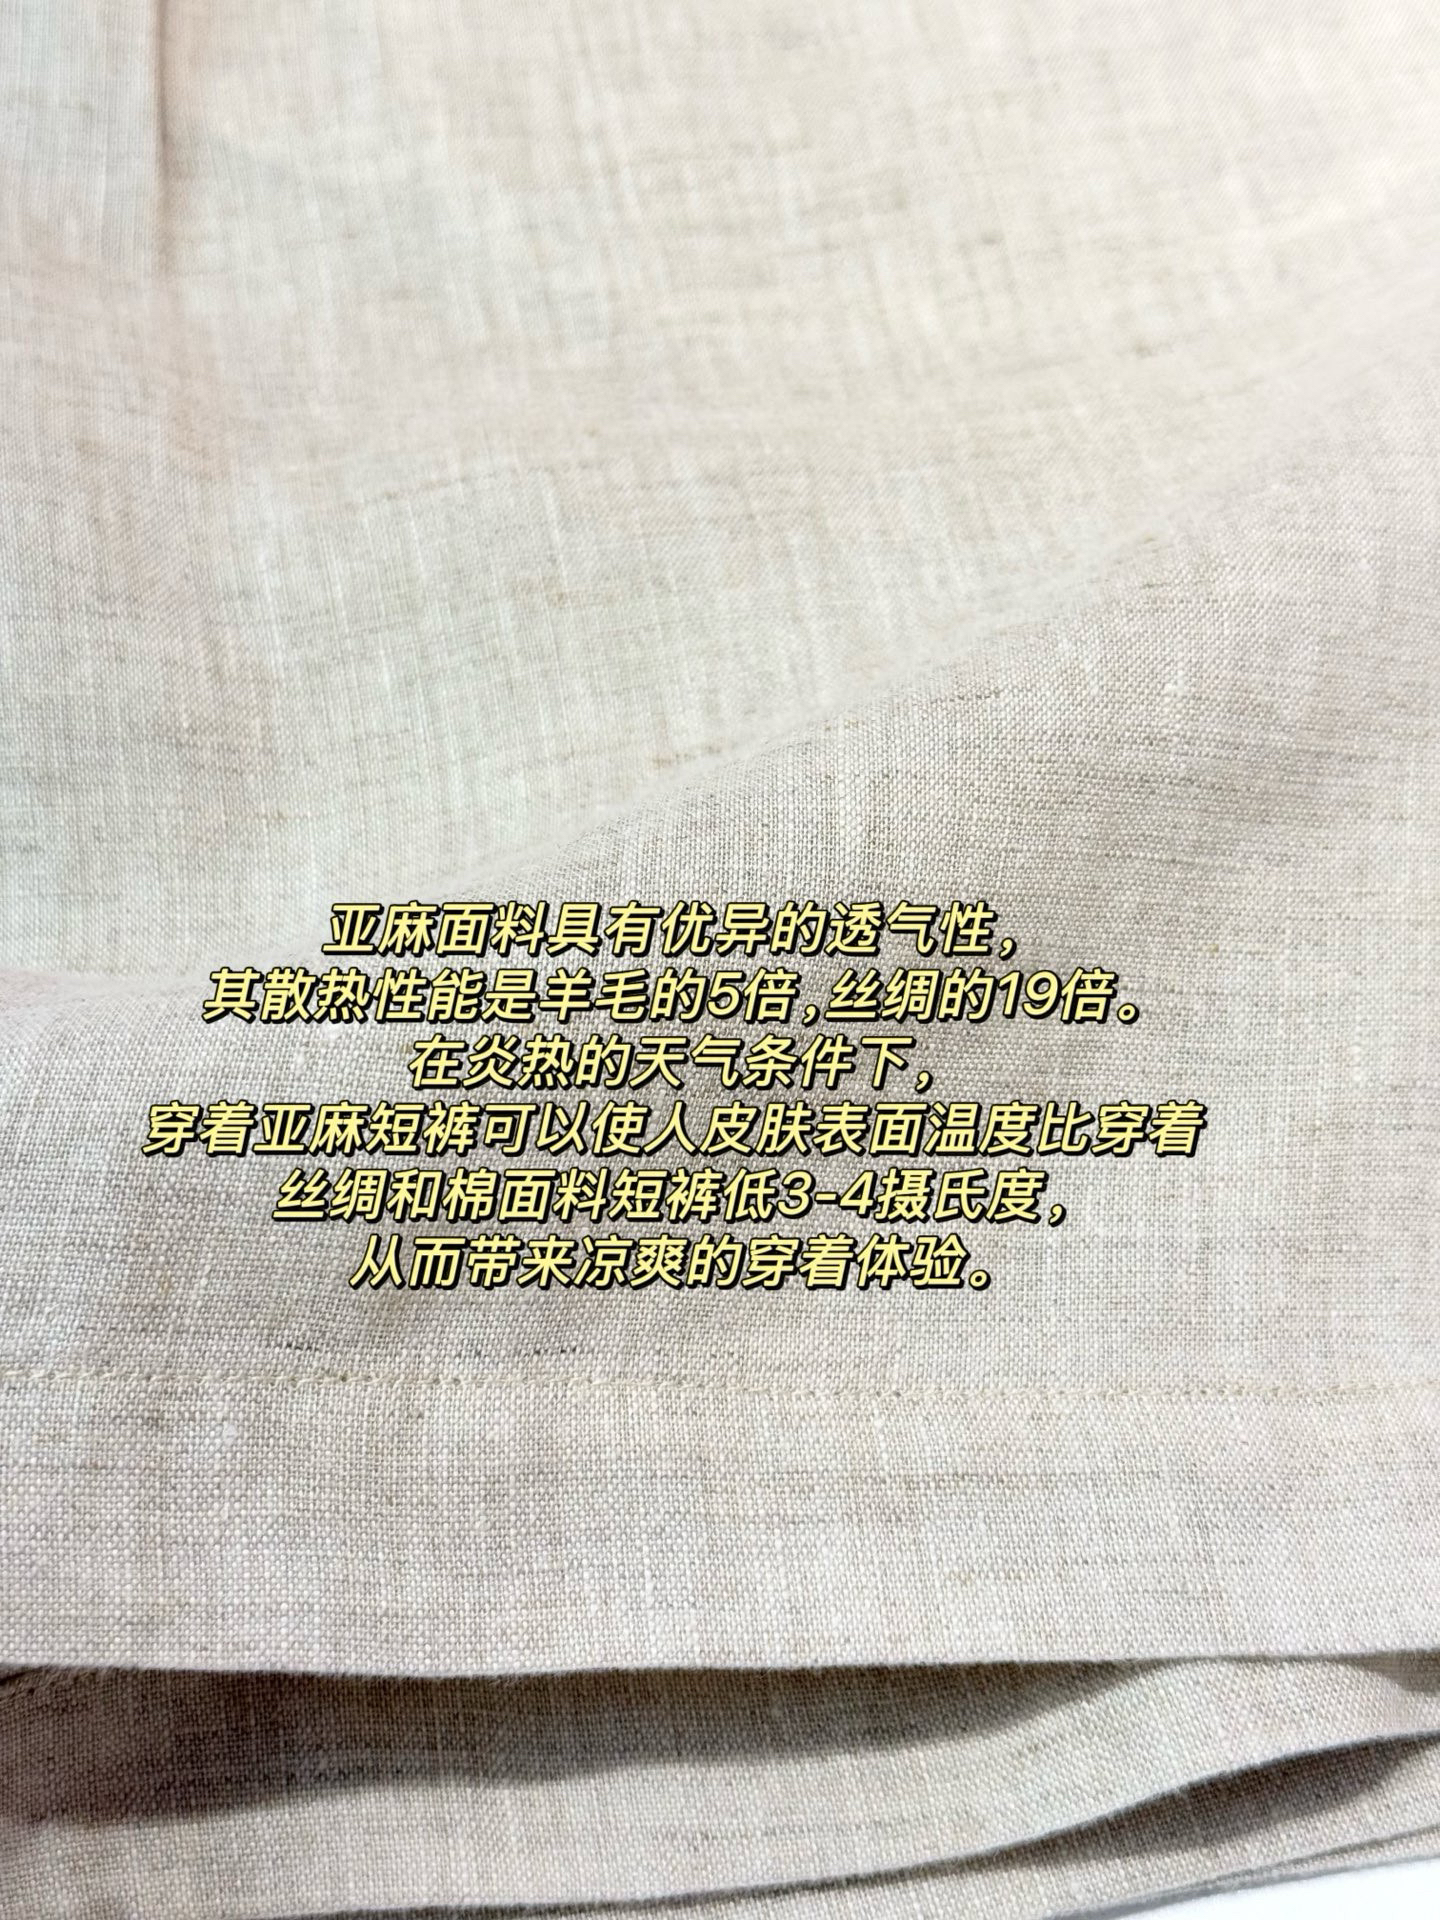 亚麻面料具有优异的透气性，
其散热性能是羊毛的5倍,丝绸的19倍。
在炎热的天气条件下，
穿着亚麻短裤可以使人皮肤表面温度比穿着
丝绸和棉面料短裤低3-4摄氏度，
从而带来凉爽的穿着体验。